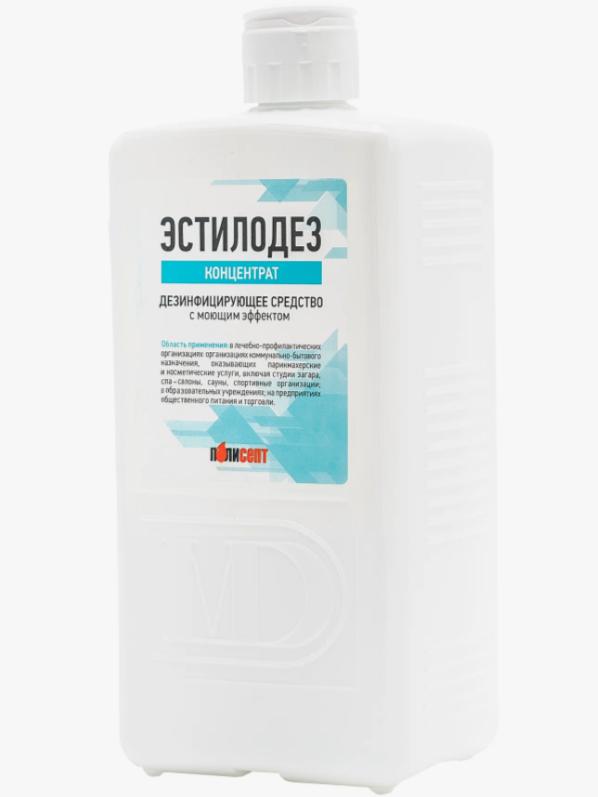 ЭСТИЛОДЕЗ
КОНЦЕНТРАТ
ДЕЗИНФИЦИРУЮЩЕЕ СРЕДСТВО
С МОЮЩИМ ЭФФЕКТОМ
Область применения: в лечебно-профилактических
организациях организациях коммунально-бытового
назначения, оказывающих парикмахерские
и косметические услуги, включая студии загара,
спа-салоны, сауны, спортивные организации;
в образовательных учреждениях; на предприятиях
общественного питания и торговли.
ПОЛИСЕПТ
MD